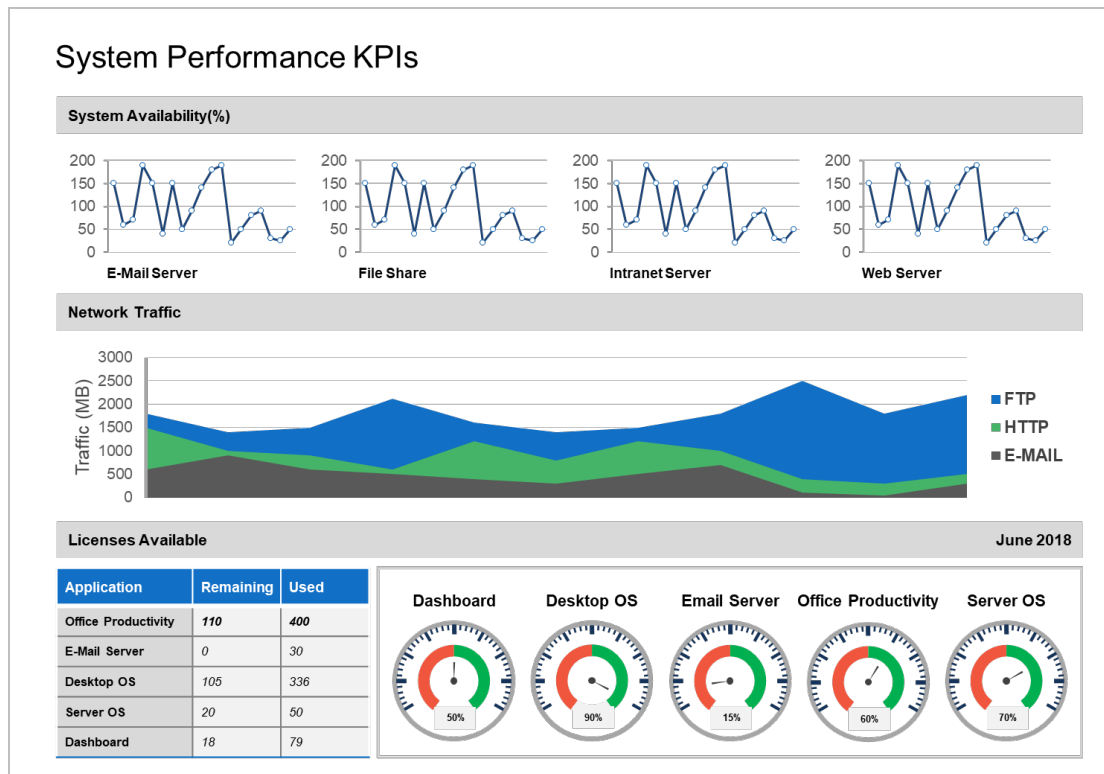 System Performance KPIs
System Availability(%)
200 200 200 200
150 150 150 150
100 100 100 100
50 50 50 50
0 0 0 0
E-Mail Server File Share Intranet Server Web Server
Network Traffic
Traffic (MB)
3000
2500
2000
1500
1000
500
0
FTP
HTTP
E-MAIL
Licenses Available June 2018
Application Remaining Used
Office Productivity 110 400
E-Mail Server 0 30
Desktop OS 105 336
Server OS 20 50
Dashboard 18 79
Dashboard Desktop OS Email Server Office Productivity Server OS
50% 90% 15% 60% 70%